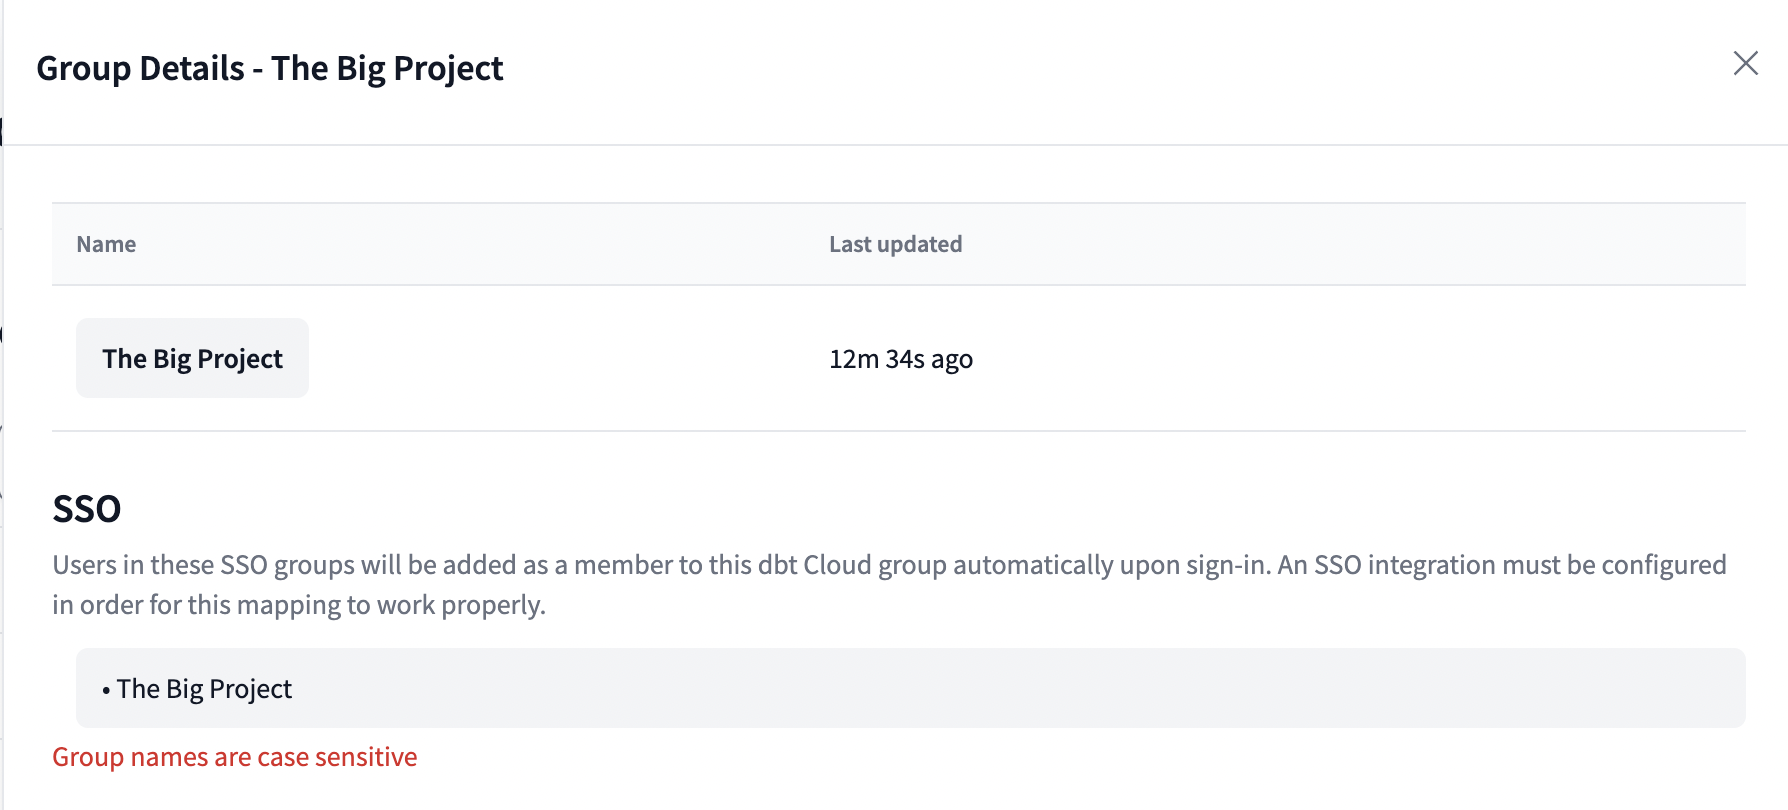 Group Details - The Big Project
Name
Last updated
The Big Project
12m 34s ago
SSO
Users in these SSO groups will be added as a member to this dbt Cloud group automatically upon sign-in. An SSO integration must be configured
in order for this mapping to work properly.
• The Big Project
Group names are case sensitive